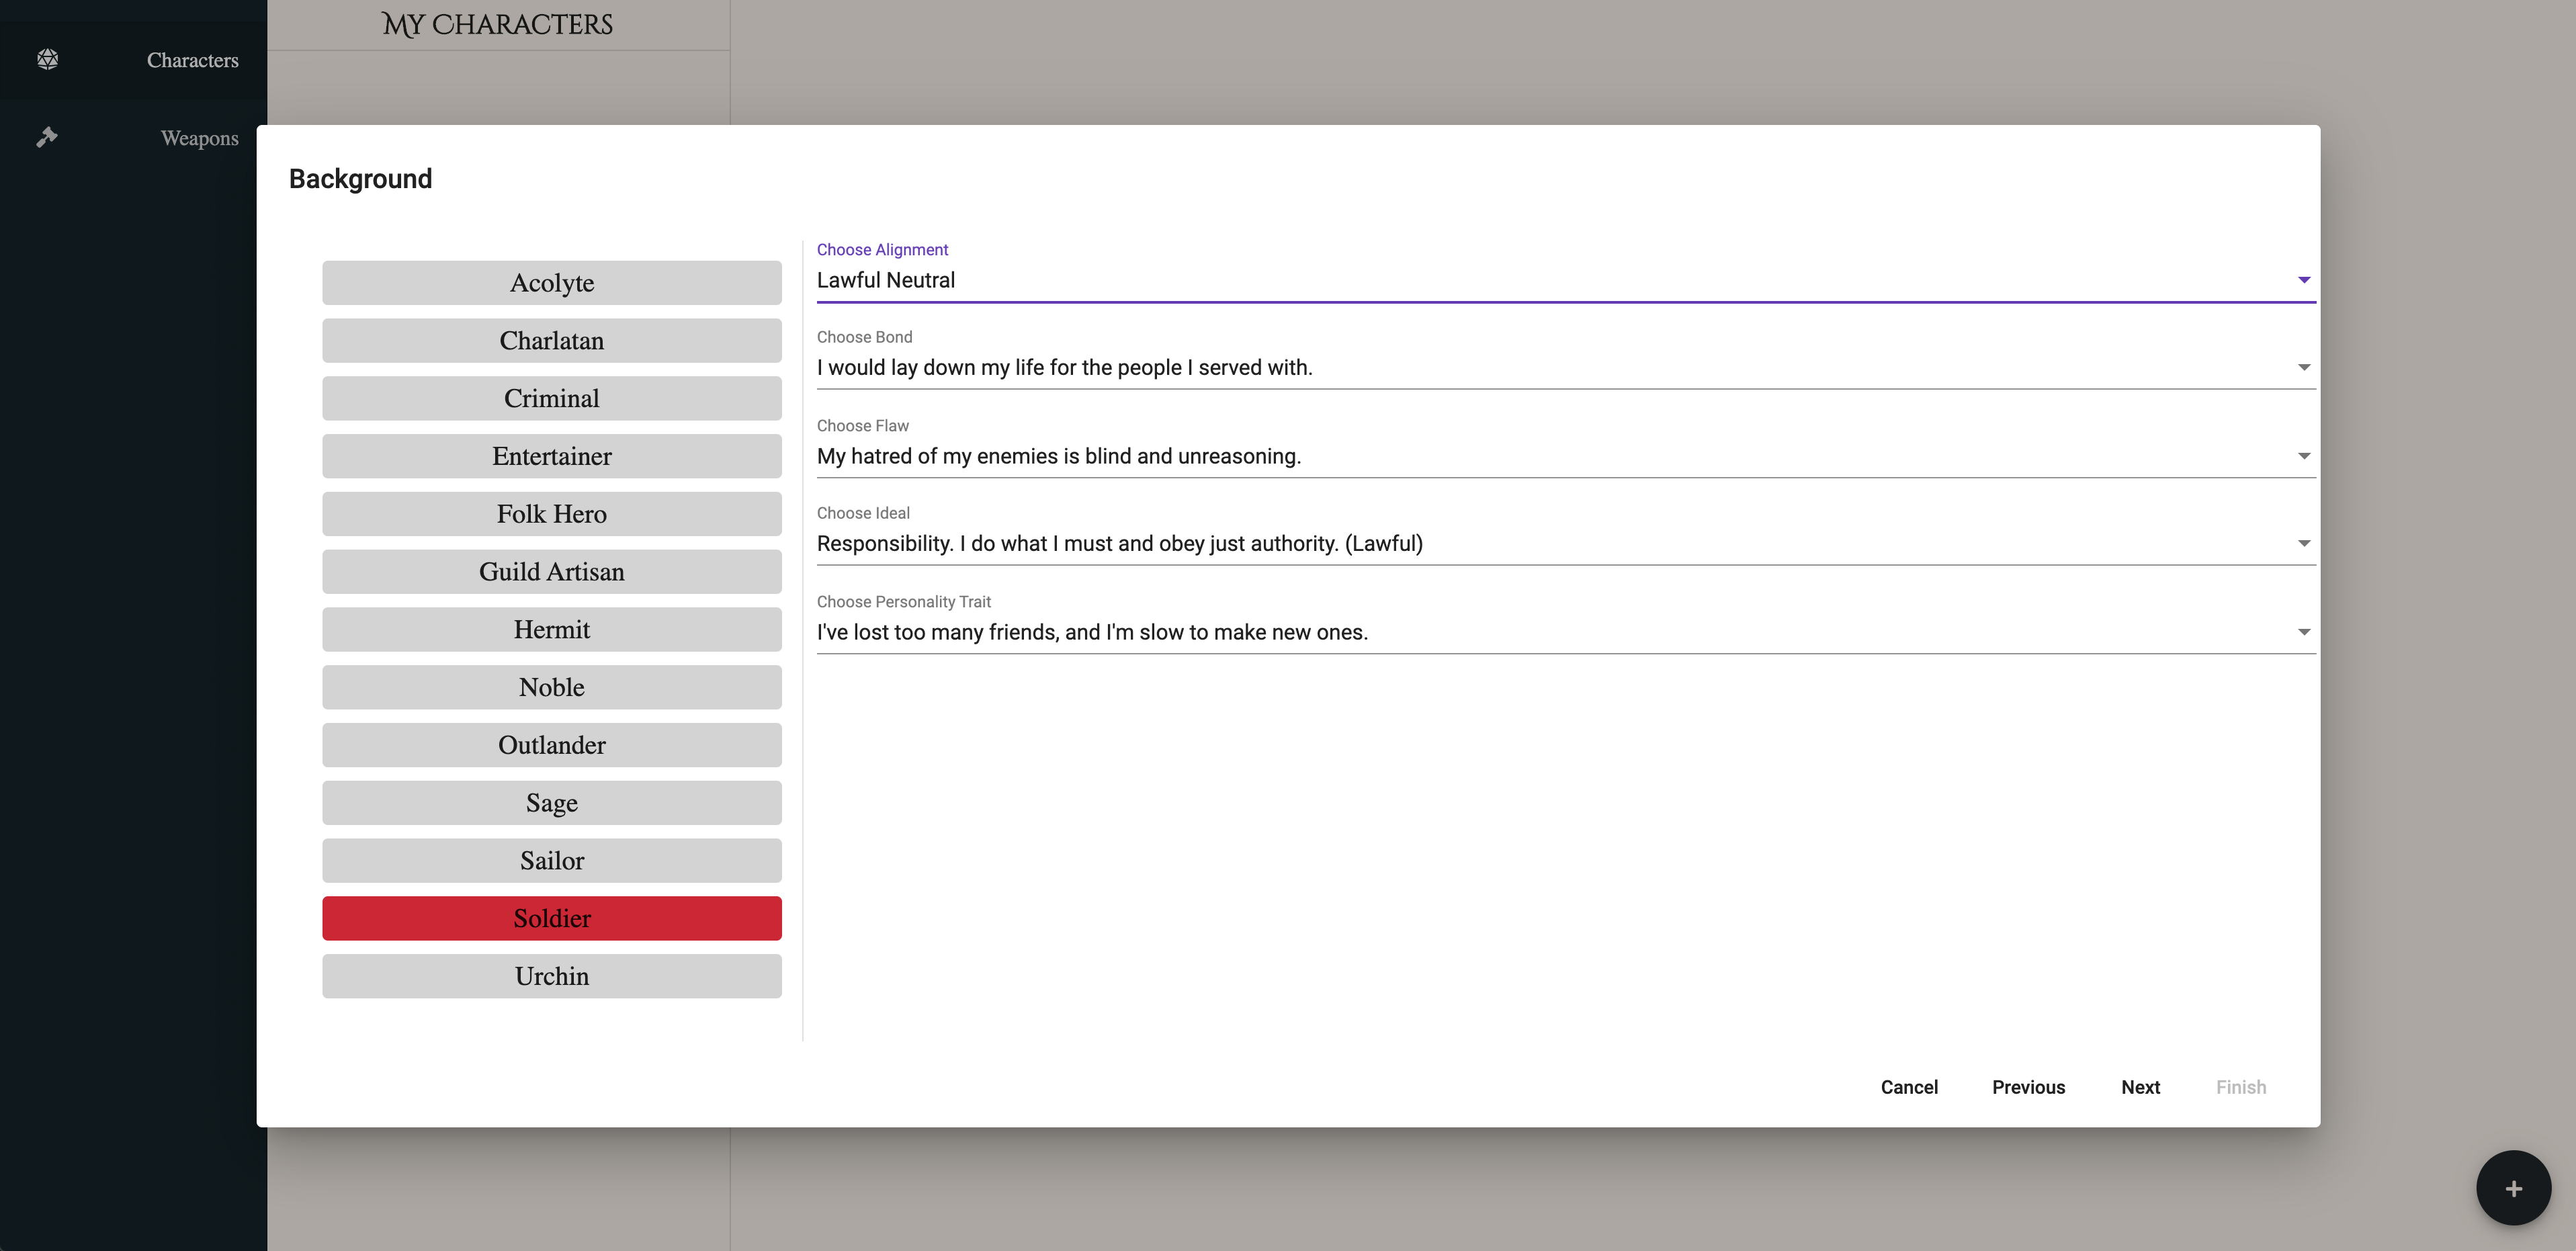 My Characters
Characters
Weapons
Background
Acolyte
Charlatan
Criminal
Entertainer
Folk Hero
Guild Artisan
Hermit
Noble
Outlander
Sage
Sailor
Soldier
Urchin
Choose Alignment
Lawful Neutral
Choose Bond
I would lay down my life for the people I served with.
Choose Flaw
My hatred of my enemies is blind and unreasoning.
Choose Ideal
Responsibility. I do what I must and obey just authority. (Lawful)
Choose Personality Trait
I've lost too many friends, and I'm slow to make new ones.
Cancel Previous Next Finish
+